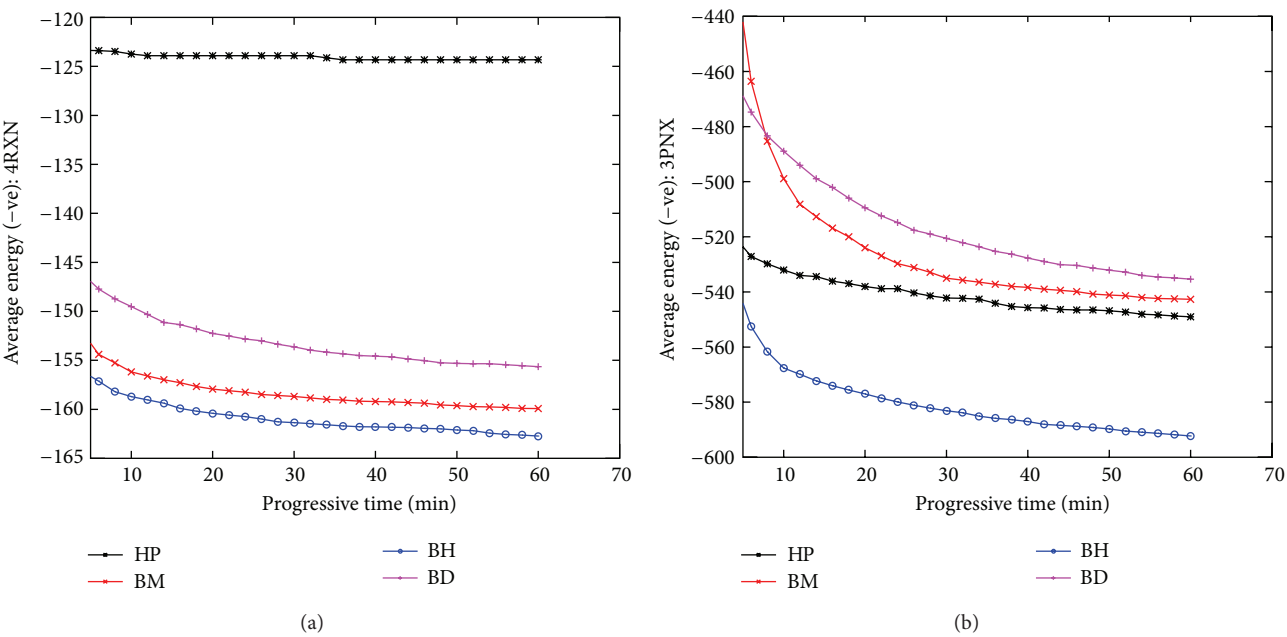 −120
−125
−130
−135
−140
−145
−150
−155
−160
−165
Average energy (−ve): 4RXN
10 20 30 40 50 60 70
Progressive time (min)
HP
BM
BH
BD
(a)
−440
−460
−480
−500
−520
−540
−560
−580
−600
Average energy (−ve): 3PNX
10 20 30 40 50 60 70
Progressive time (min)
HP
BM
BH
BD
(b)